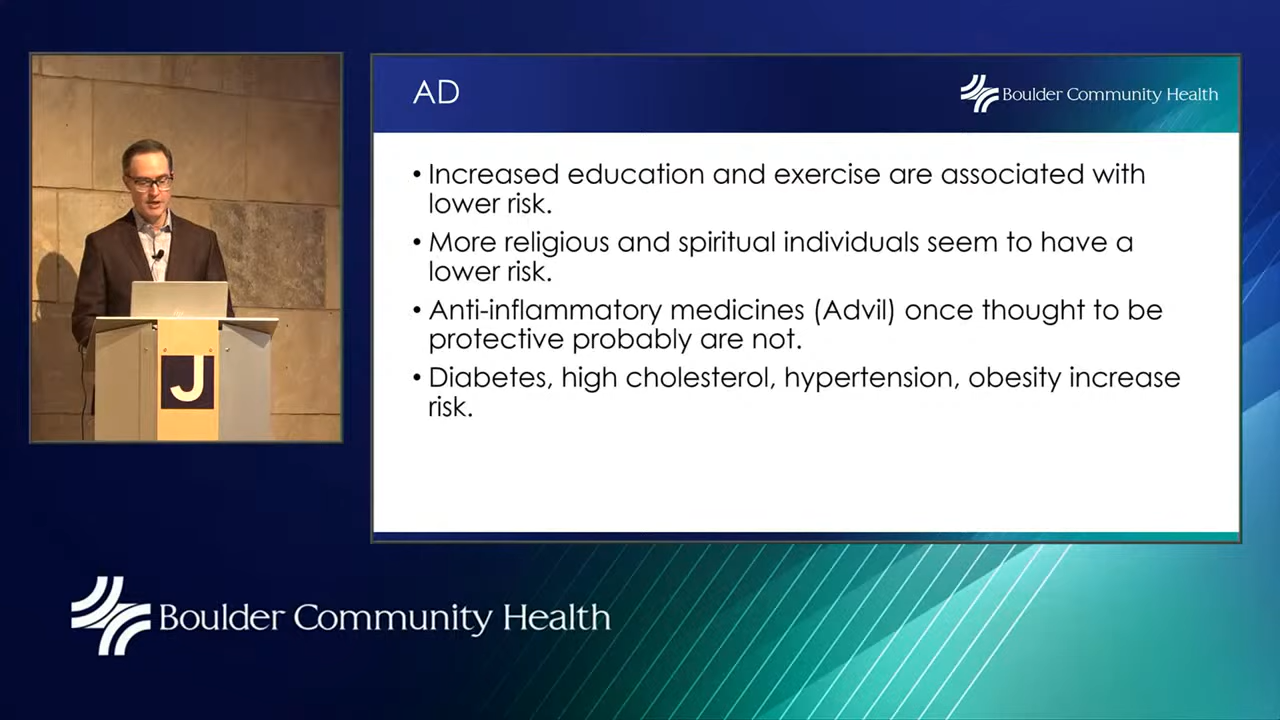 AD
Boulder Community Health
• Increased education and exercise are associated with
lower risk.
• More religious and spiritual individuals seem to have a
lower risk.
• Anti-inflammatory medicines (Advil) once thought to be
protective probably are not.
• Diabetes, high cholesterol, hypertension, obesity increase
risk.
J
Boulder Community Health